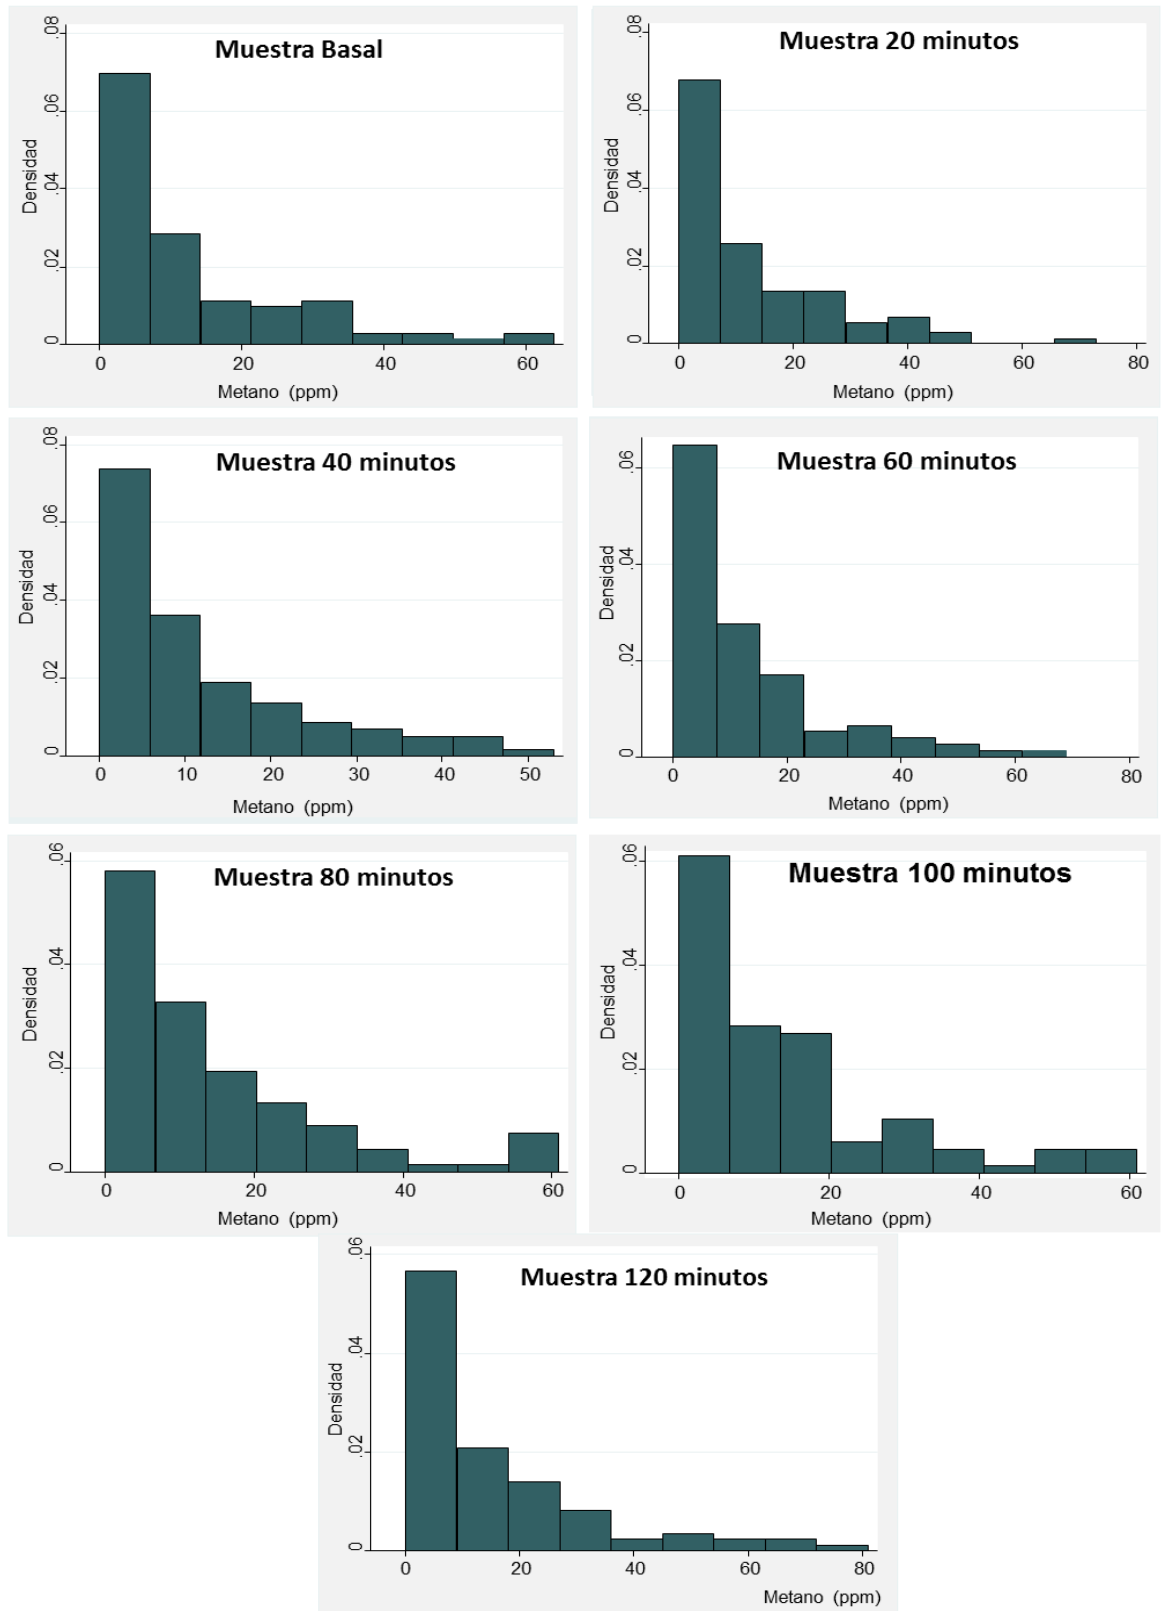 Muestra Basal
Densidad
.08
.06
.04
.02
0
0 20 40 60
Metano (ppm)
Muestra 20 minutos
Densidad
.08
.06
.04
.02
0
0 20 40 60 80
Metano (ppm)
Muestra 40 minutos
Densidad
.08
.06
.04
.02
0
0 10 20 30 40 50
Metano (ppm)
Muestra 60 minutos
Densidad
.06
.04
.02
0
0 20 40 60 80
Metano (ppm)
Muestra 80 minutos
Densidad
.06
.04
.02
0
0 20 40 60
Metano (ppm)
Muestra 100 minutos
Densidad
.06
.04
.02
0
0 20 40 60
Metano (ppm)
Muestra 120 minutos
Densidad
.06
.04
.02
0
0 20 40 60 80
Metano (ppm)